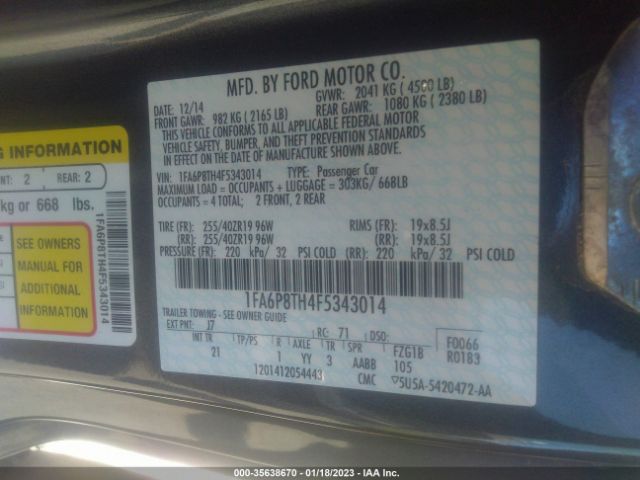 MFD. BY FORD MOTOR CO.
DATE: 12/14 GVWR: 2041 KG ( 4500 LB)
FRONT GAWR: 982 KG ( 2165 LB) REAR GAWR: 1080 KG ( 2380 LB)
THIS VEHICLE CONFORMS TO ALL APPLICABLE FEDERAL MOTOR
VEHICLE SAFETY, BUMPER, AND THEFT PREVENTION STANDARDS
IN EFFECT ON THE DATE OF MANUFACTURE SHOWN ABOVE.
VIN: 1FA6P8TH4F5343014 TYPE: Passenger Car
MAXIMUM LOAD = OCCUPANTS + LUGGAGE = 303KG/ 668LB
OCCUPANTS = 4 TOTAL; 2 FRONT, 2 REAR
TIRE (FR): 255/40ZR19 96W RIMS (FR): 19x8.5J
(RR): 255/40ZR19 96W (RR): 19x8.5J
PRESSURE (FR): 220 kPa/ 32 PSI COLD (RR): 220 kPa/ 32 PSI COLD
1FA6P8TH4F5343014
TRAILER TOWING - SEE OWNER GUIDE
EXT PNT: J7 RC: 71 DSO: F0066
INT TR TP/PS R AXLE TR SPR FZG1B R0183
21 1 YY 3 AABB 105
1201412054443 CMC 5U5A-5420472-AA
G INFORMATION
NT: 2 REAR: 2
kg or 668 lbs.
SEE OWNERS
MANUAL FOR
ADDITIONAL
INFORMATION
1FA6P8TH4F5343014
000-35638670 - 01/18/2023 - IAA Inc.